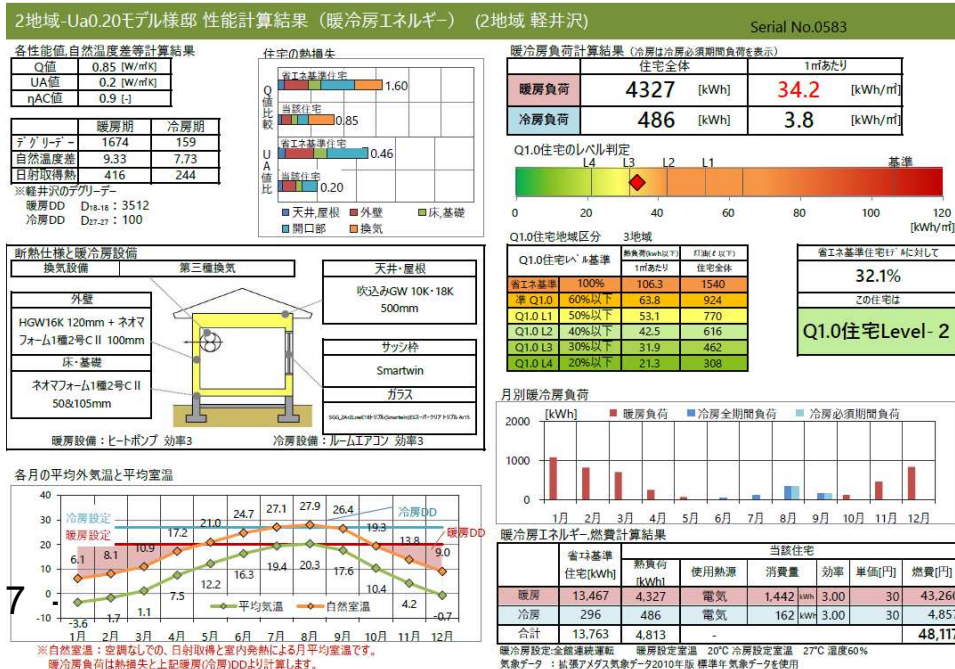 2地域-Ua0.20モデル様邸 性能計算結果（暖冷房エネルギー） (2地域 軽井沢)
Serial No.0583
各性能値,自然温度差等計算結果
Q値 0.85 [W/㎡K]
UA値 0.2 [W/㎡K]
ηAC値 0.9 [-]
暖房期 冷房期
デグリーデー 1674 159
自然温度差 9.33 7.73
日射取得熱 416 244
※軽井沢のデグリーデー
暖房DD D18-18：3512
冷房DD D27-27：100
住宅の熱損失
Q値比較
省エネ基準住宅 1.60
当該住宅 0.85
UA値比
省エネ基準住宅 0.46
当該住宅 0.20
天井,屋根 外壁 床,基礎
開口部 換気
暖冷房負荷計算結果（冷房は冷房必須期間負荷を表示）
住宅全体 1㎡あたり
暖房負荷 4327 [kWh] 34.2 [kWh/㎡]
冷房負荷 486 [kWh] 3.8 [kWh/㎡]
Q1.0住宅のレベル判定
L4 L3 L2 L1 基準
0 20 40 60 80 100 120
[kWh/㎡]
断熱仕様と暖冷房設備
換気設備 第三種換気
外壁
HGW16K 120mm + ネオマ
フォーム1種2号CⅡ 100mm
床・基礎
ネオマフォーム1種2号CⅡ
50&105mm
天井・屋根
吹込みGW 10K・18K
500mm
サッシ枠
Smartwin
ガラス
暖房設備：ヒートポンプ 効率3
冷房設備：ルームエアコン 効率3
Q1.0住宅地域区分 3地域
Q1.0住宅レベル基準 熱負荷(kwh以下) 灯油(ℓ以下)
1㎡あたり 住宅全体
省エネ基準 100% 106.3 1540
準 Q1.0 60%以下 63.8 924
Q1.0 L1 50%以下 53.1 770
Q1.0 L2 40%以下 42.5 616
Q1.0 L3 30%以下 31.9 462
Q1.0 L4 20%以下 21.3 308
省エネ基準住宅モデルに対して
32.1%
この住宅は
Q1.0住宅Level- 2
月別暖冷房負荷
[kWh] 暖房負荷 冷房全期間負荷 冷房必須期間負荷
2000
1000
0
1月 2月 3月 4月 5月 6月 7月 8月 9月 10月 11月 12月
各月の平均外気温と平均室温
40
30
20
10
0
-10
冷房設定
暖房設定
冷房DD
暖房DD
6.1 8.1 10.9 17.2 21.0 24.7 27.1 27.9 26.4 19.3 13.8 9.0
-3.6 -1.7 1.1 7.5 12.2 16.3 19.4 20.3 17.6 10.4 4.2 -0.7
平均気温 自然室温
1月 2月 3月 4月 5月 6月 7月 8月 9月 10月 11月 12月
7
※自然室温：空調なしでの、日射取得と室内発熱による月平均室温です。
暖冷房負荷は熱損失と上記暖房(冷房)DDより計算します。
暖冷房エネルギー,燃費計算結果
省エネ基準住宅[kWh] 当該住宅
熱負荷[kWh] 使用熱源 消費量 効率 単価[円] 燃費[円]
暖房 13,467 4,327 電気 1,442 kWh 3.00 30 43,260
冷房 296 486 電気 162 kWh 3.00 30 4,857
合計 13,763 4,813 - 48,117
暖冷房設定:全館連続運転 暖房設定室温 20℃ 冷房設定室温 27℃ 湿度60%
気象データ ：拡張アメダス気象データ2010年版 標準年気象データを使用